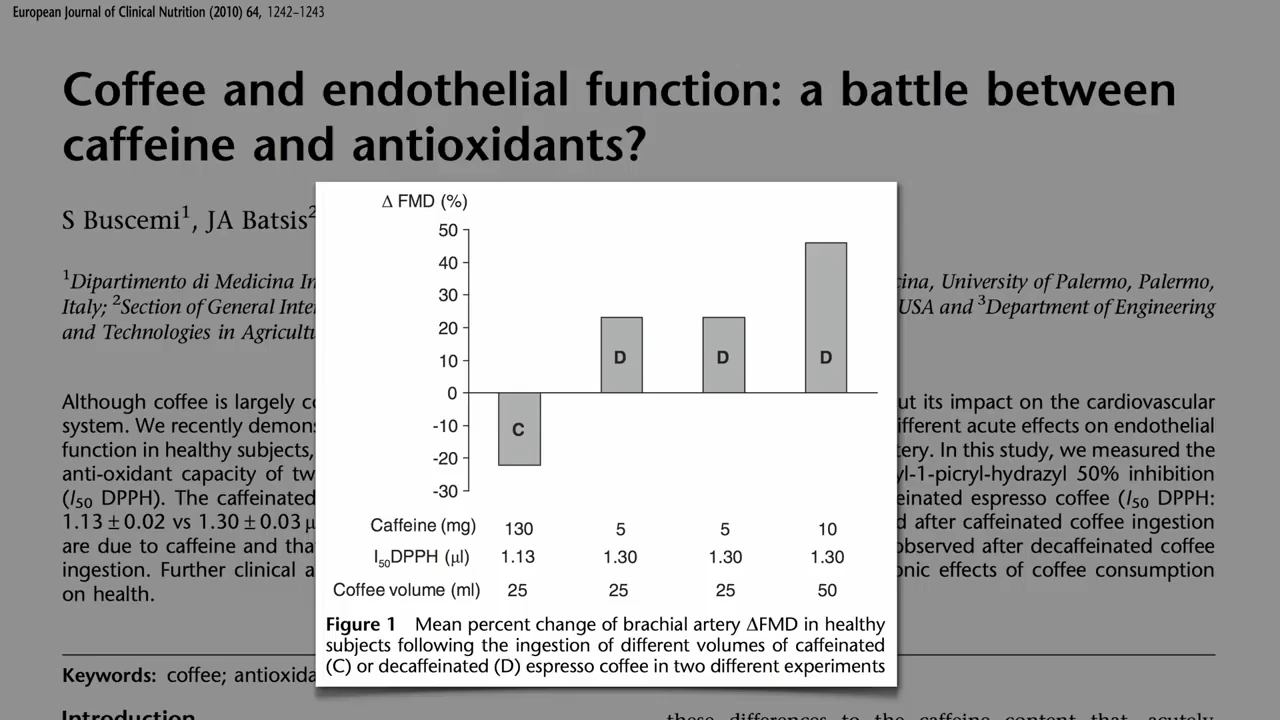 European Journal of Clinical Nutrition (2010) 64, 1242–1243
Coffee and endothelial function: a battle between
caffeine and antioxidants?
S Buscemi1, JA Batsis2
1Dipartimento di Medicina In
cina, University of Palermo, Palermo,
Italy; 2Section of General Inter
USA and 3Department of Engineering
and Technologies in Agricultu
Although coffee is largely co
ut its impact on the cardiovascular
system. We recently demons
ifferent acute effects on endothelial
function in healthy subjects,
tery. In this study, we measured the
anti-oxidant capacity of tw
yl-1-picryl-hydrazyl 50% inhibition
(I50 DPPH). The caffeinated
einated espresso coffee (I50 DPPH:
1.13 ± 0.02 vs 1.30 ± 0.03 μ
d after caffeinated coffee ingestion
are due to caffeine and tha
observed after decaffeinated coffee
ingestion. Further clinical a
onic effects of coffee consumption
on health.
Keywords: coffee; antioxida
Introduction
these differences to the caffeine content that, acutely
Δ FMD (%)
50
40
30
20
10
0
-10
-20
-30
C
D
D
D
Caffeine (mg) 130 5 5 10
I50DPPH (μl) 1.13 1.30 1.30 1.30
Coffee volume (ml) 25 25 25 50
Figure 1 Mean percent change of brachial artery ΔFMD in healthy
subjects following the ingestion of different volumes of caffeinated
(C) or decaffeinated (D) espresso coffee in two different experiments